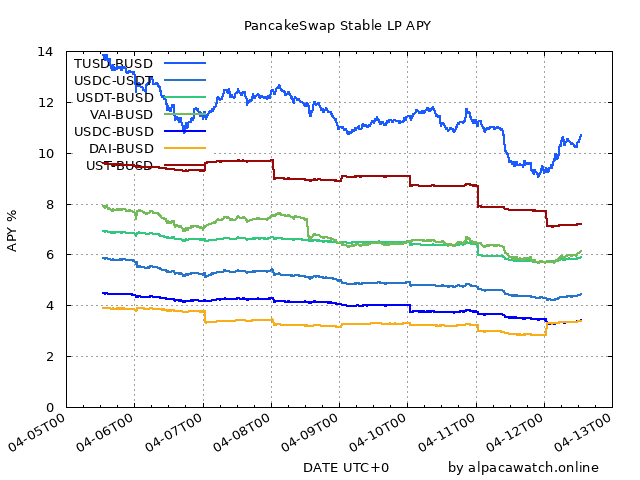 PancakeSwap Stable LP APY
14
12
10
8
6
4
2
0
APY %
TUSD-BUSD
USDC-USDT
USDT-BUSD
VAI-BUSD
USDC-BUSD
DAI-BUSD
UST-BUSD
04-05T00
04-06T00
04-07T00
04-08T00
04-09T00
04-10T00
04-11T00
04-12T00
04-13T00
DATE UTC+0
by alpacawatch.online